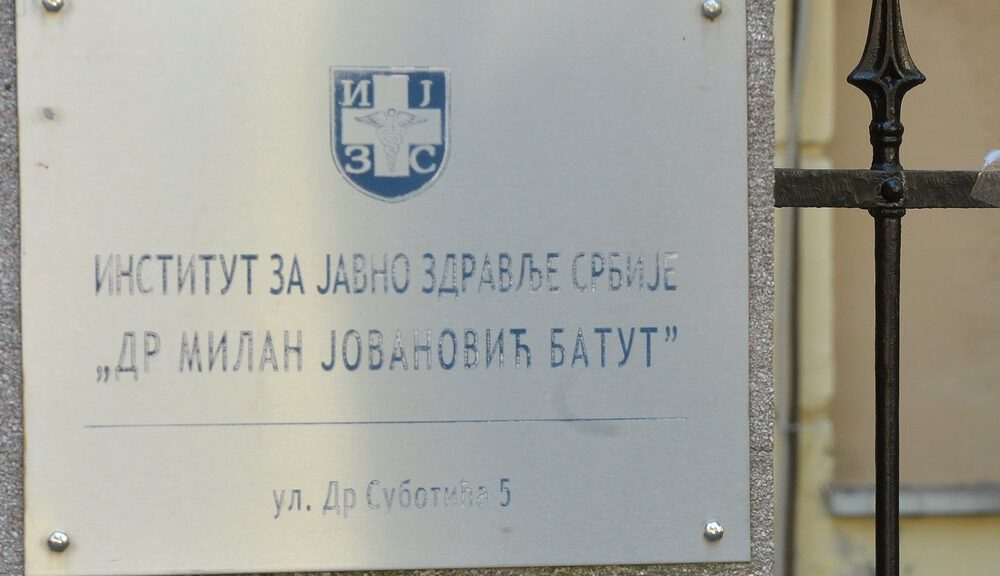 И Ј
З С
ИНСТИТУТ ЗА ЈАВНО ЗДРАВЉЕ СРБИЈЕ
„ДР МИЛАН ЈОВАНОВИЋ БАТУТ”
ул. Др Суботића 5